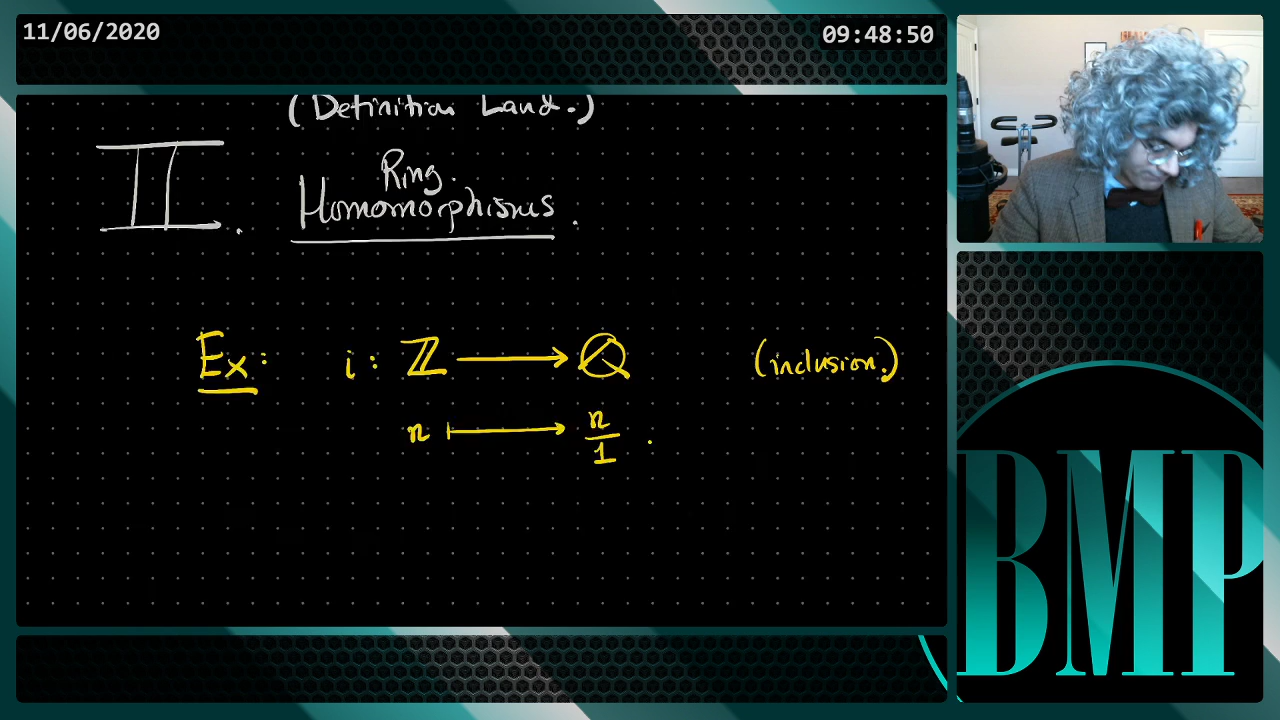 11/06/2020
09:48:50
(Definition Land.)
II. Ring Homomorphisms.
Ex: i: ℤ ⟶ ℚ (inclusion.)
n ⟼ n/1.
BMP